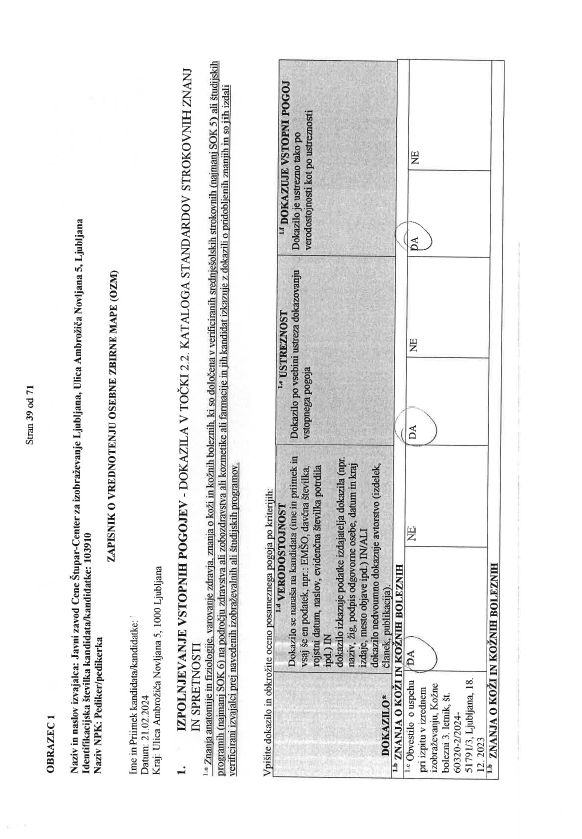 Stran 39 od 71
OBRAZEC 1
Naziv in naslov izvajalca: Javni zavod Cene Štupar-Center za izobraževanje Ljubljana, Ulica Ambrožiča Novljana 5, Ljubljana
Identifikacijska številka kandidata/kandidatke: 103910
Naziv NPK: Pediker/pedikerka
ZAPISNIK O VREDNOTENJU OSEBNE ZBIRNE MAPE (OZM)
Ime in Priimek kandidata/kandidatke:
Datum: 21.02.2024
Kraj: Ulica Ambrožiča Novljana 5, 1000 Ljubljana
1. IZPOLNJEVANJE VSTOPNIH POGOJEV - DOKAZILA V TOČKI 2.2. KATALOGA STANDARDOV STROKOVNIH ZNANJ
IN SPRETNOSTI
1.a Znanja anatomije in fiziologije, varovanje zdravja, znanja o koži in kožnih boleznih, ki so določena v verificiranih srednješolskih strokovnih (najmanj SOK 5) ali študijskih
programih (najmanj SOK 6) na področju zdravstva ali zobozdravstva ali kozmetike ali farmacije in jih kandidat izkazuje z dokazili o pridobljenih znanjih in so jih izdali
verificirani izvajalci prej navedenih izobraževalnih ali študijskih programov.
Vpišite dokazilo in obkrožite oceno posameznega pogoja po kriterijih:
DOKAZILO*
1.d VERODOSTOJNOST
Dokazilo se nanaša na kandidata (ime in priimek in
vsaj še en podatek, npr.: EMŠO, davčna številka,
rojstni datum, naslov, evidenčna številka potrdila
ipd.) IN
dokazilo izkazuje podatke izdajatelja dokazila (npr.
naziv, žig, podpis odgovorne osebe, datum in kraj
izdaje, mesto objave ipd.) IN/ALI
dokazilo nedvoumno dokazuje avtorstvo (izdelek,
članek, publikacija).
1.e USTREZNOST
Dokazilo po vsebini ustreza dokazovanju
vstopnega pogoja
1.f DOKAZUJE VSTOPNI POGOJ
Dokazilo je ustrezno tako po
verodostojnosti kot po ustreznosti
1.b ZNANJA O KOŽI IN KOŽNIH BOLEZNIH
1.c Obvestilo o uspehu
pri izpitu v izrednem
izobraževanju, Kožne
bolezni 3. letnik, št.
60320-2/2024-
51791/3, Ljubljana, 18.
12. 2023
DA NE DA NE DA NE
1.b ZNANJA O KOŽI IN KOŽNIH BOLEZNIH